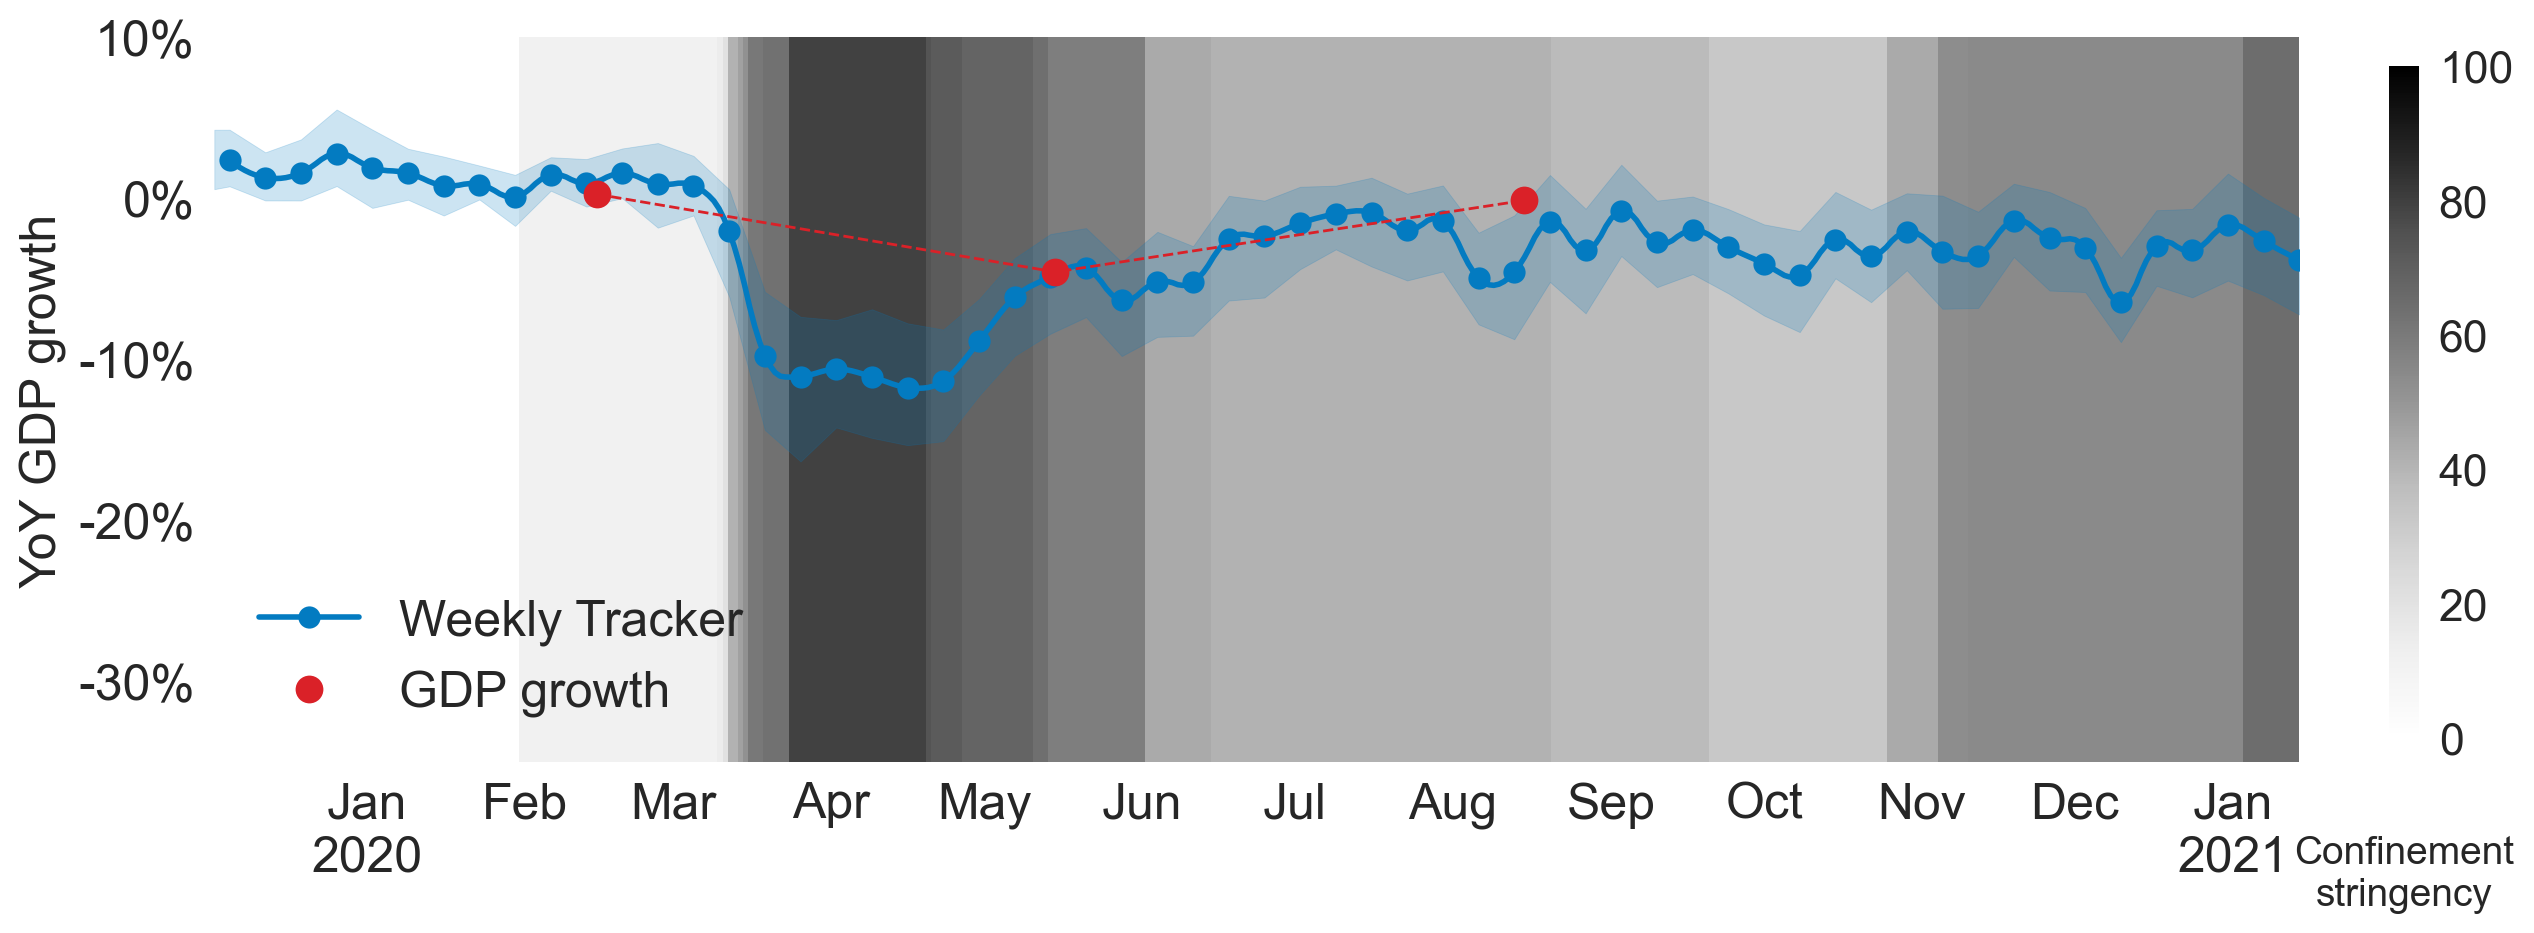 10%
0%
-10%
-20%
-30%
YoY GDP growth
Weekly Tracker
GDP growth
Jan Feb Mar Apr May Jun Jul Aug Sep Oct Nov Dec Jan
2020 2021
100
80
60
40
20
0
Confinement
stringency